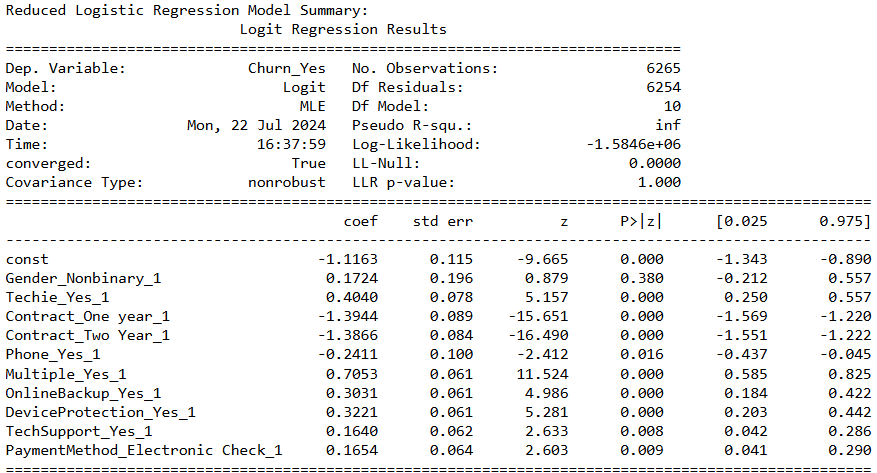 Reduced Logistic Regression Model Summary:
Logit Regression Results
==============================================================================
Dep. Variable: Churn_Yes No. Observations: 6265
Model: Logit Df Residuals: 6254
Method: MLE Df Model: 10
Date: Mon, 22 Jul 2024 Pseudo R-squ.: inf
Time: 16:37:59 Log-Likelihood: -1.5846e+06
converged: True LL-Null: 0.0000
Covariance Type: nonrobust LLR p-value: 1.000
====================================================================================================
coef std err z P>|z| [0.025 0.975]
----------------------------------------------------------------------------------------------------
const -1.1163 0.115 -9.665 0.000 -1.343 -0.890
Gender_Nonbinary_1 0.1724 0.196 0.879 0.380 -0.212 0.557
Techie_Yes_1 0.4040 0.078 5.157 0.000 0.250 0.557
Contract_One year_1 -1.3944 0.089 -15.651 0.000 -1.569 -1.220
Contract_Two Year_1 -1.3866 0.084 -16.490 0.000 -1.551 -1.222
Phone_Yes_1 -0.2411 0.100 -2.412 0.016 -0.437 -0.045
Multiple_Yes_1 0.7053 0.061 11.524 0.000 0.585 0.825
OnlineBackup_Yes_1 0.3031 0.061 4.986 0.000 0.184 0.422
DeviceProtection_Yes_1 0.3221 0.061 5.281 0.000 0.203 0.442
TechSupport_Yes_1 0.1640 0.062 2.633 0.008 0.042 0.286
PaymentMethod_Electronic Check_1 0.1654 0.064 2.603 0.009 0.041 0.290
====================================================================================================